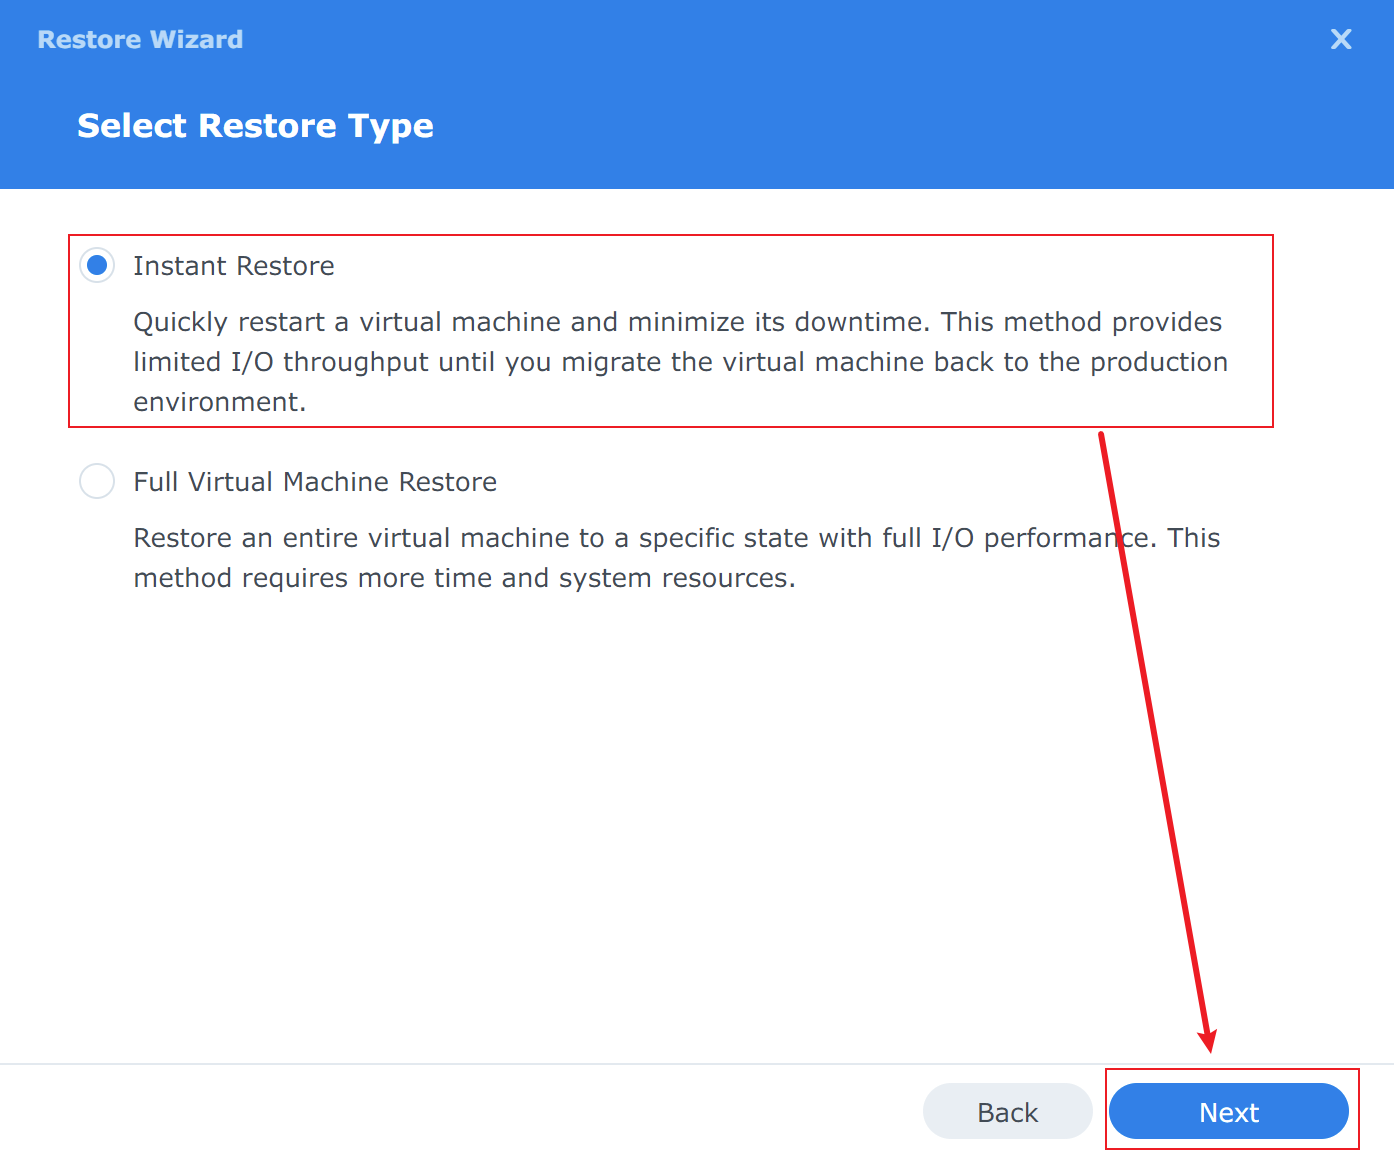 Restore Wizard
X
Select Restore Type
Instant Restore
Quickly restart a virtual machine and minimize its downtime. This method provides
limited I/O throughput until you migrate the virtual machine back to the production
environment.
Full Virtual Machine Restore
Restore an entire virtual machine to a specific state with full I/O performance. This
method requires more time and system resources.
Back
Next